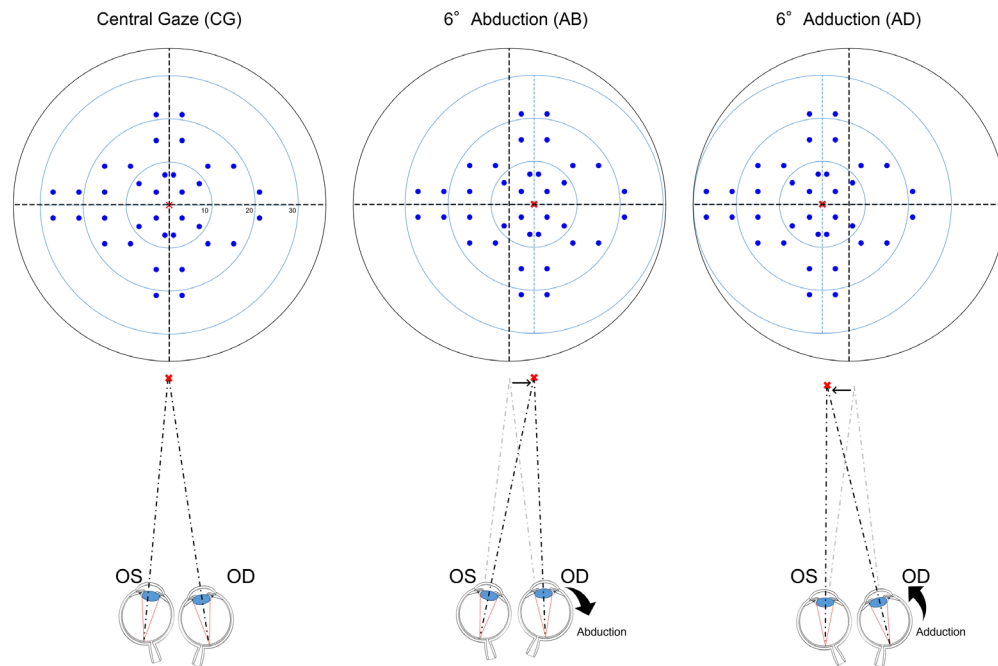 Central Gaze (CG)
6° Abduction (AB)
6° Adduction (AD)
10
20
30
OS
OD
OS
OD
Abduction
OS
OD
Adduction